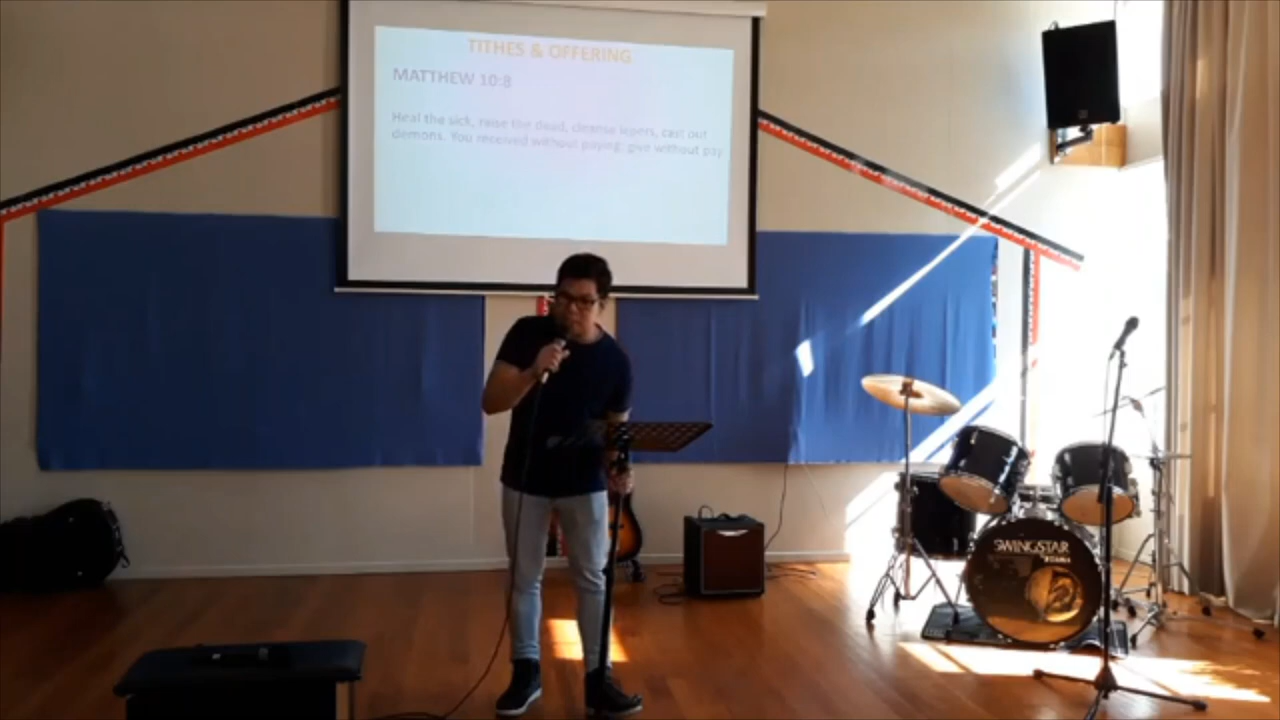 TITHES & OFFERING
MATTHEW 10:8
Heal the sick, raise the dead, cleanse lepers, cast out
demons. You received without paying; give without pay
SWINGSTAR
TAMA